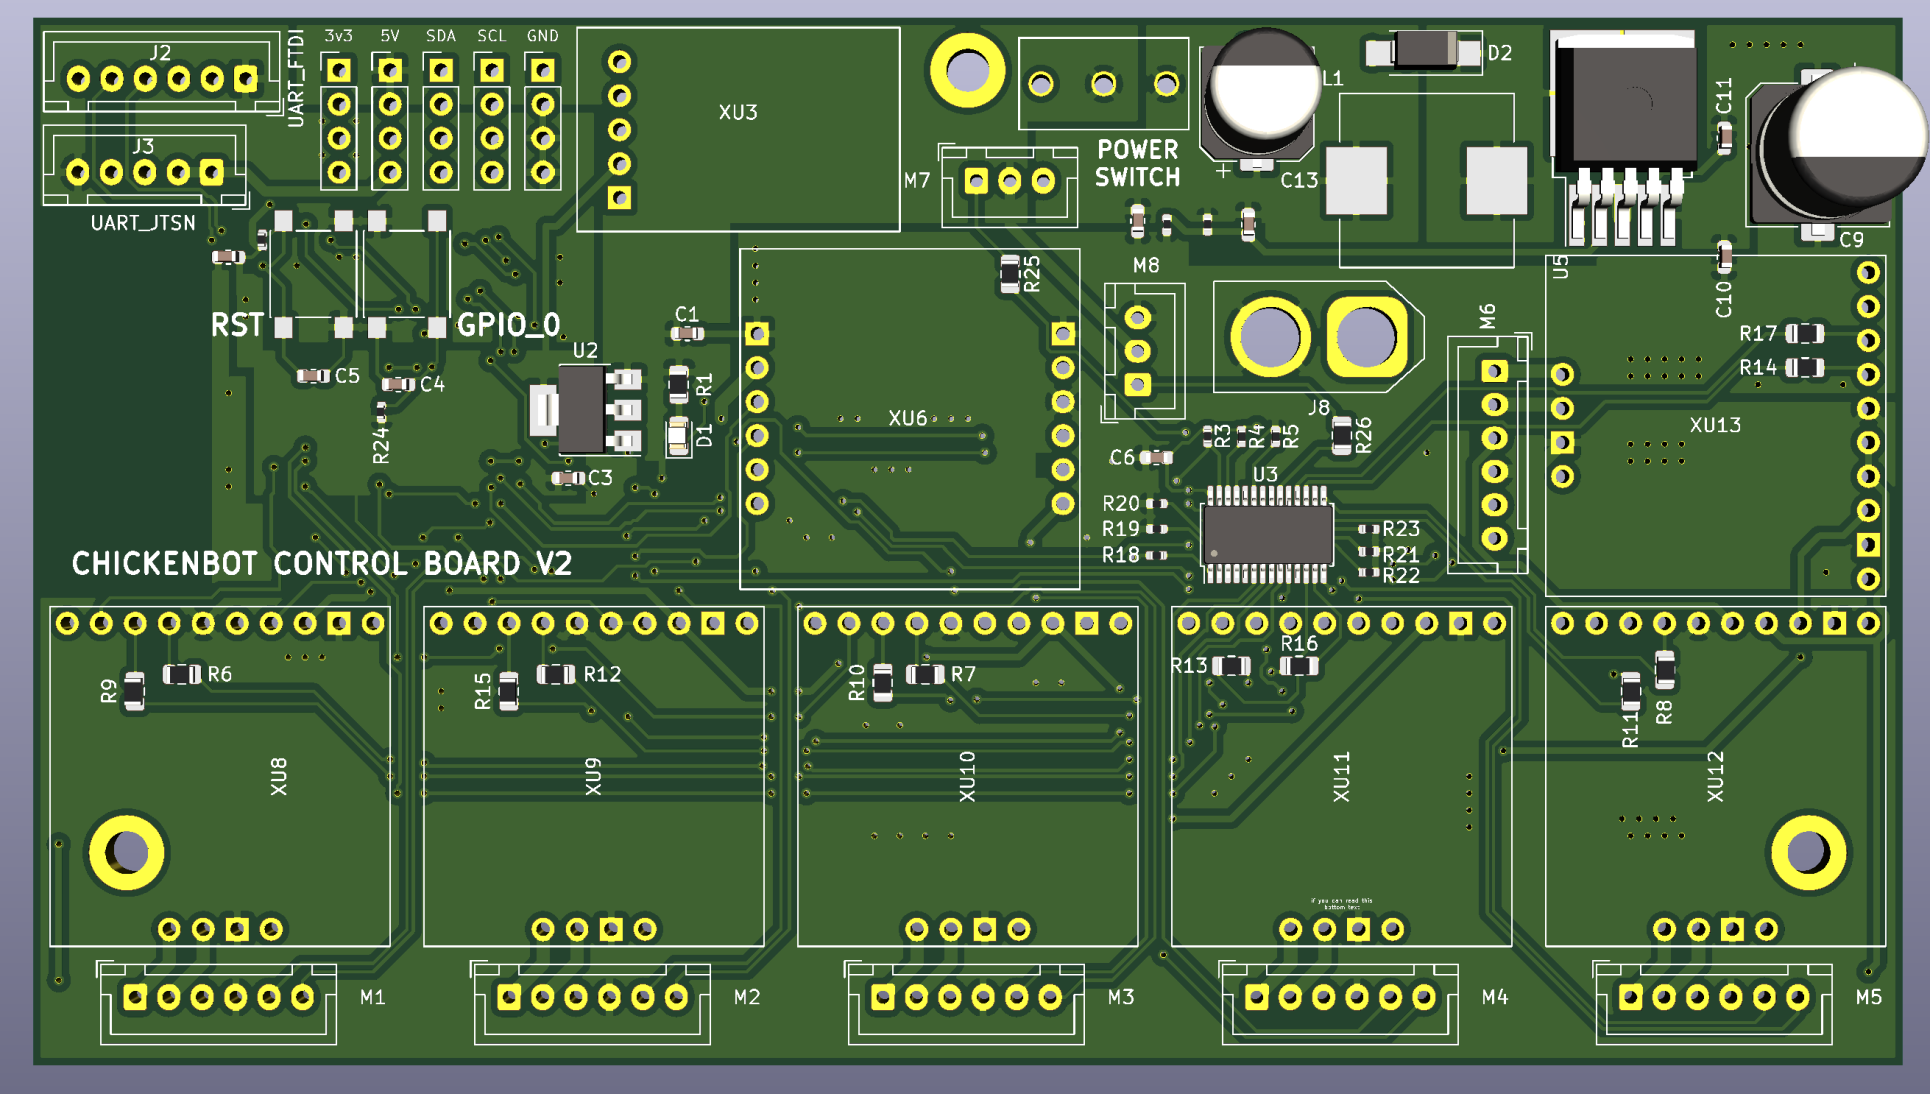 J2
UART_FTDI
3v3 5V SDA SCL GND
XU3
L1
D2
C11
J3
UART_JTSN
M7
POWER
SWITCH
+
C13
C9
U5
C10
R25
M8
M6
RST
GPIO_0
C1
U2
C5
C4
R1
D1
R24
C3
XU6
J8
R3
R4
R5
R26
C6
U3
R20
R19
R18
R23
R21
R22
R17
R14
XU13
CHICKENBOT CONTROL BOARD V2
R9
R6
R15
R12
R10
R7
R13
R16
R11
R8
XU8
XU9
XU10
XU11
XU12
if you can read this
bottom text
M1
M2
M3
M4
M5